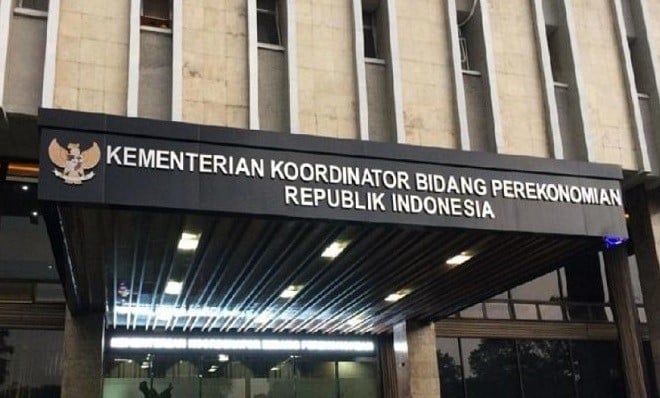 KEMENTERIAN KOORDINATOR BIDANG PEREKONOMIAN
REPUBLIK INDONESIA